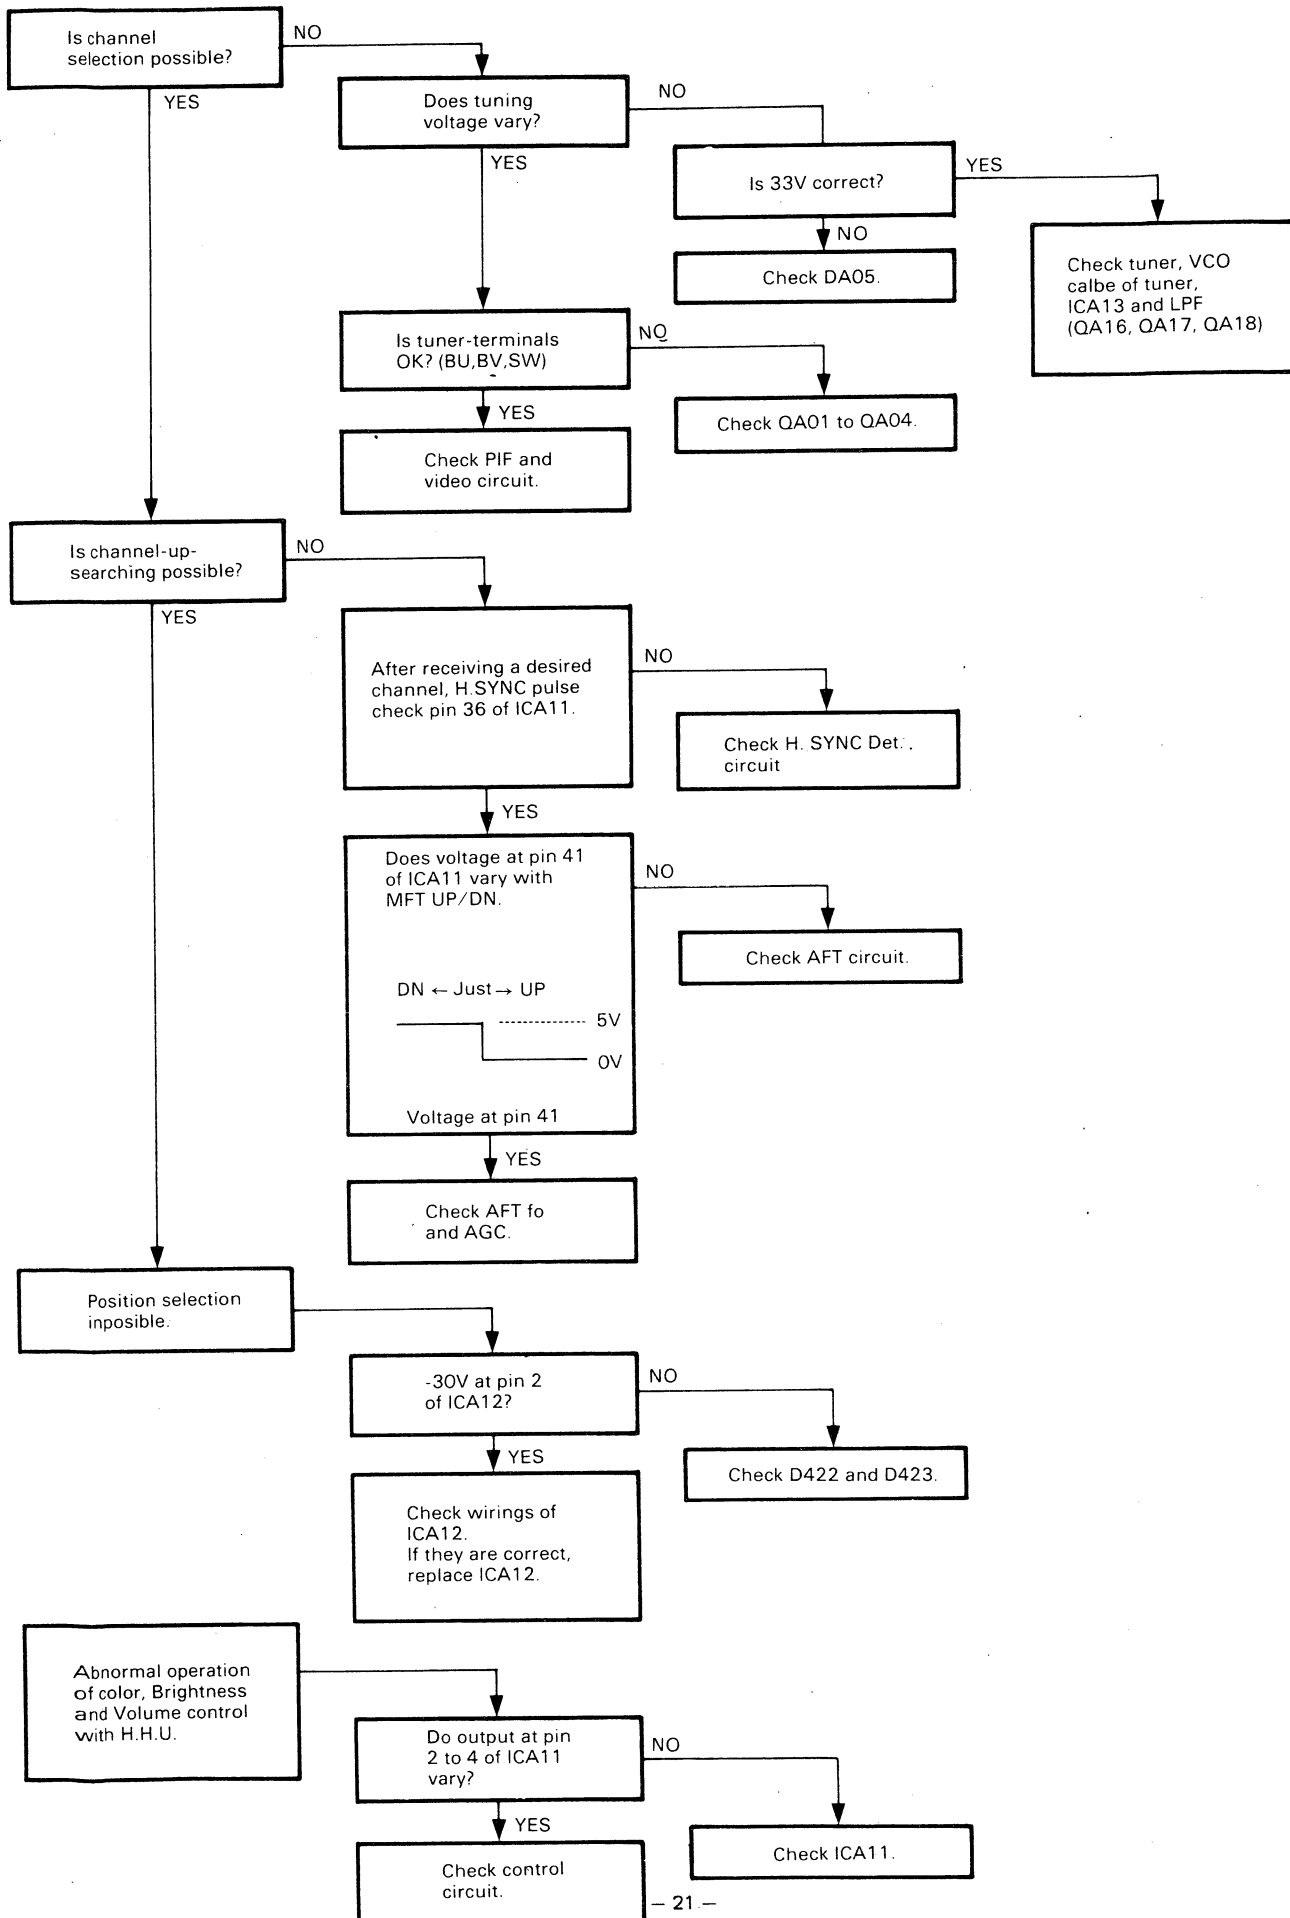 Is channel
selection possible?
NO
YES
Does tuning
voltage vary?
NO
YES
Is 33V correct?
YES
NO
Check DA05.
Check tuner, VCO
calbe of tuner,
ICA13 and LPF
(QA16, QA17, QA18)
Is tuner-terminals
OK? (BU,BV,SW)
NO
YES
Check QA01 to QA04.
Check PIF and
video circuit.
Is channel-up-
searching possible?
NO
YES
After receiving a desired
channel, H.SYNC pulse
check pin 36 of ICA11.
NO
YES
Check H. SYNC Det.
circuit
Does voltage at pin 41
of ICA11 vary with
MFT UP/DN.
DN ← Just → UP
5V
0V
Voltage at pin 41
NO
YES
Check AFT circuit.
Check AFT fo
and AGC.
Position selection
inposible.
-30V at pin 2
of ICA12?
NO
YES
Check D422 and D423.
Check wirings of
ICA12.
If they are correct,
replace ICA12.
Abnormal operation
of color, Brightness
and Volume control
with H.H.U.
Do output at pin
2 to 4 of ICA11
vary?
NO
YES
Check ICA11.
Check control
circuit.
— 21 —